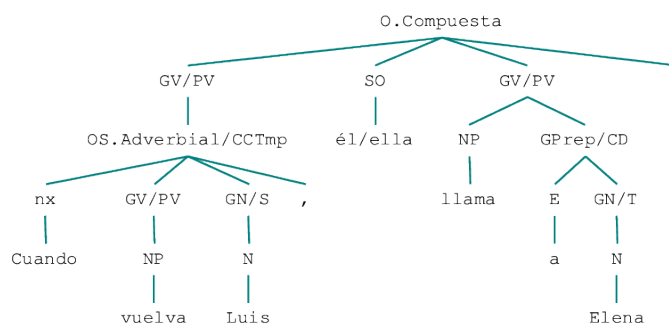 O.Compuesta
GV/PV SO GV/PV
OS.Adverbial/CCTmp él/ella NP GPrep/CD
nx GV/PV GN/S , llama E GN/T
Cuando NP N a N
vuelva Luis Elena